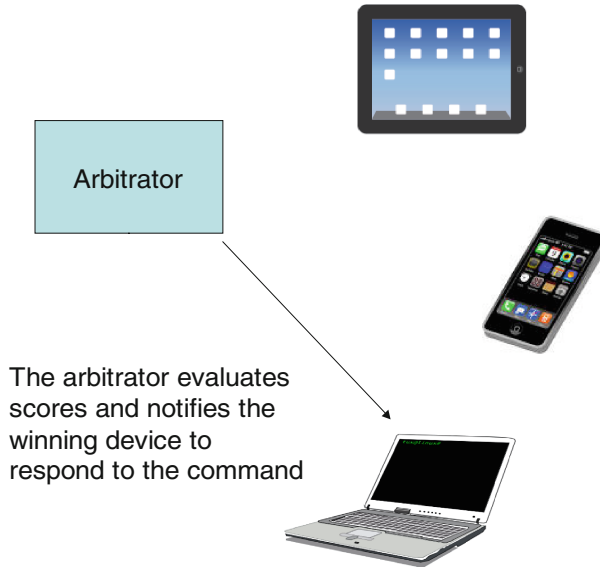 Arbitrator
The arbitrator evaluates
scores and notifies the
winning device to
respond to the command